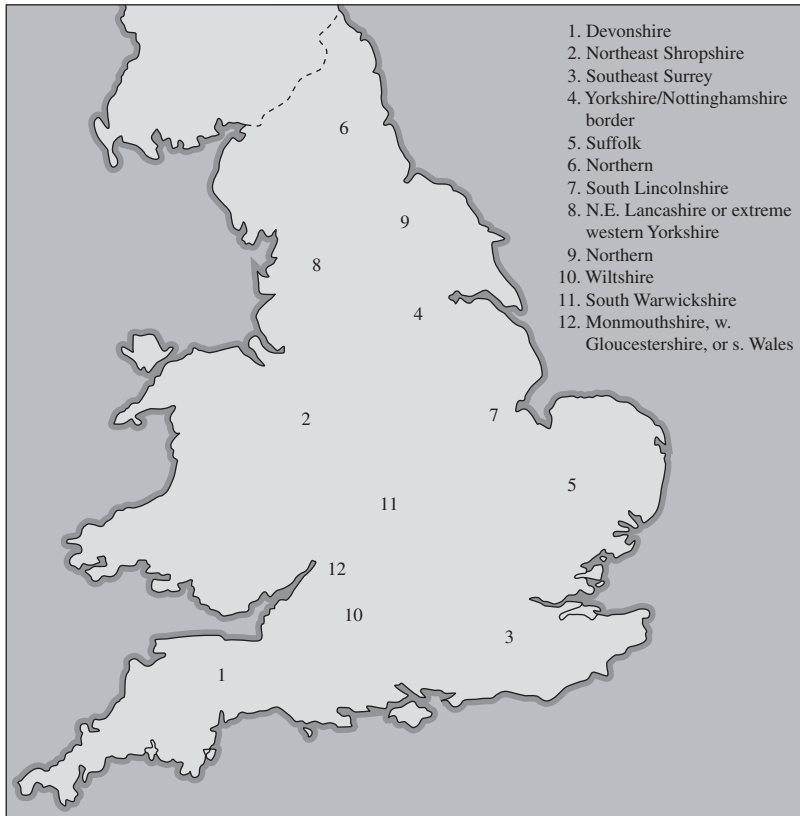 1. Devonshire
2. Northeast Shropshire
3. Southeast Surrey
4. Yorkshire/Nottinghamshire
border
5. Suffolk
6. Northern
7. South Lincolnshire
8. N.E. Lancashire or extreme
western Yorkshire
9. Northern
10. Wiltshire
11. South Warwickshire
12. Monmouthshire, w.
Gloucestershire, or s. Wales
6
9
8
4
2
7
5
11
12
10
3
1